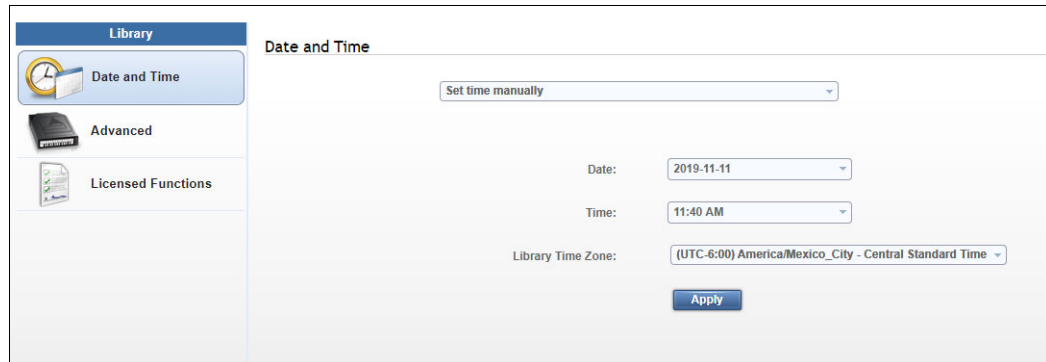 Library
Date and Time
Advanced
Licensed Functions
Date and Time
Set time manually
Date: 2019-11-11
Time: 11:40 AM
Library Time Zone: (UTC-6:00) America/Mexico_City - Central Standard Time
Apply